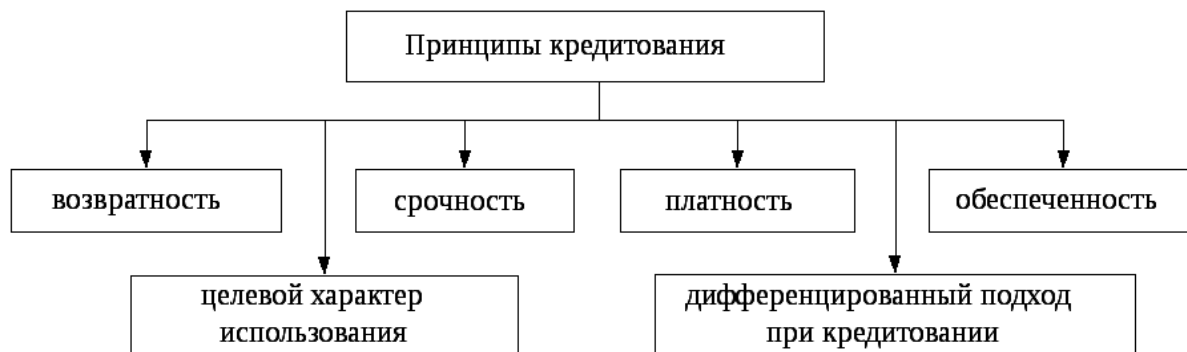 Принципы кредитования
возвратность
срочность
платность
обеспеченность
целевой характер
использования
дифференцированный подход
при кредитовании